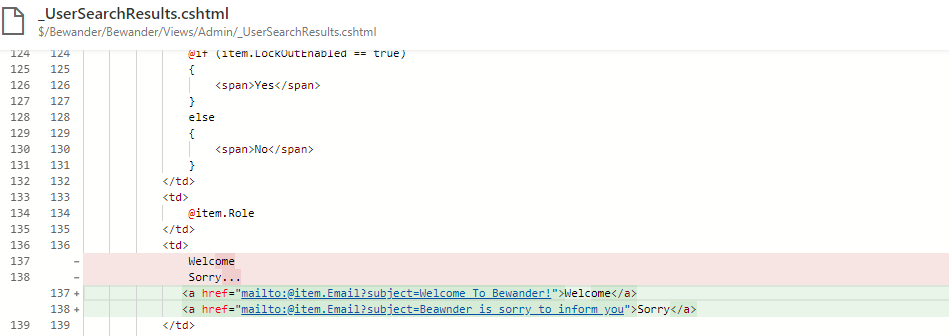 _UserSearchResults.cshtml
$/Bewander/Bewander/Views/Admin/_UserSearchResults.cshtml
124 124 @if (item.LockOutEnabled == true)
125 125 {
126 126 <span>Yes</span>
127 127 }
128 128 else
129 129 {
130 130 <span>No</span>
131 131 }
132 132 </td>
133 133 <td>
134 134 @item.Role
135 135 </td>
136 136 <td>
137 - Welcome
138 - Sorry...
137 + <a href="mailto:@item.Email?subject=Welcome To Bewander!">Welcome</a>
138 + <a href="mailto:@item.Email?subject=Beawnder is sorry to inform you">Sorry</a>
139 139 </td>